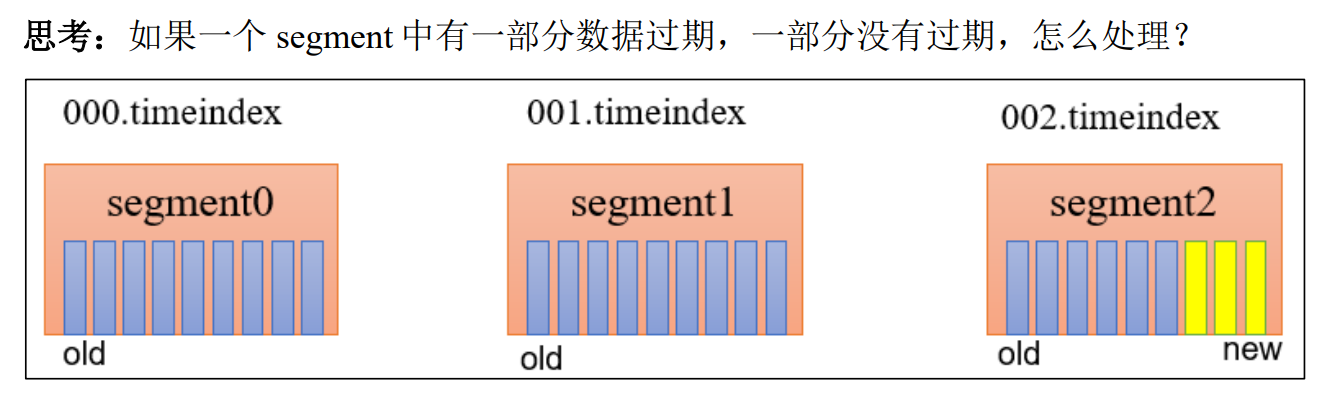 思考：如果一个 segment 中有一部分数据过期，一部分没有过期，怎么处理？
000.timeindex
001.timeindex
002.timeindex
segment0
segment1
segment2
old
old
old
new